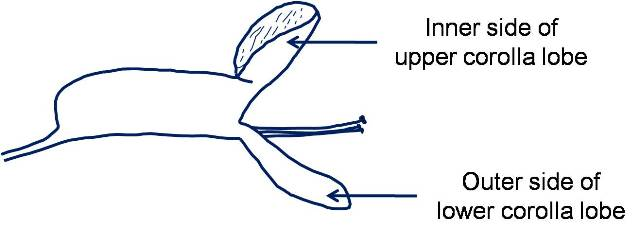 Inner side of
upper corolla lobe
Outer side of
lower corolla lobe